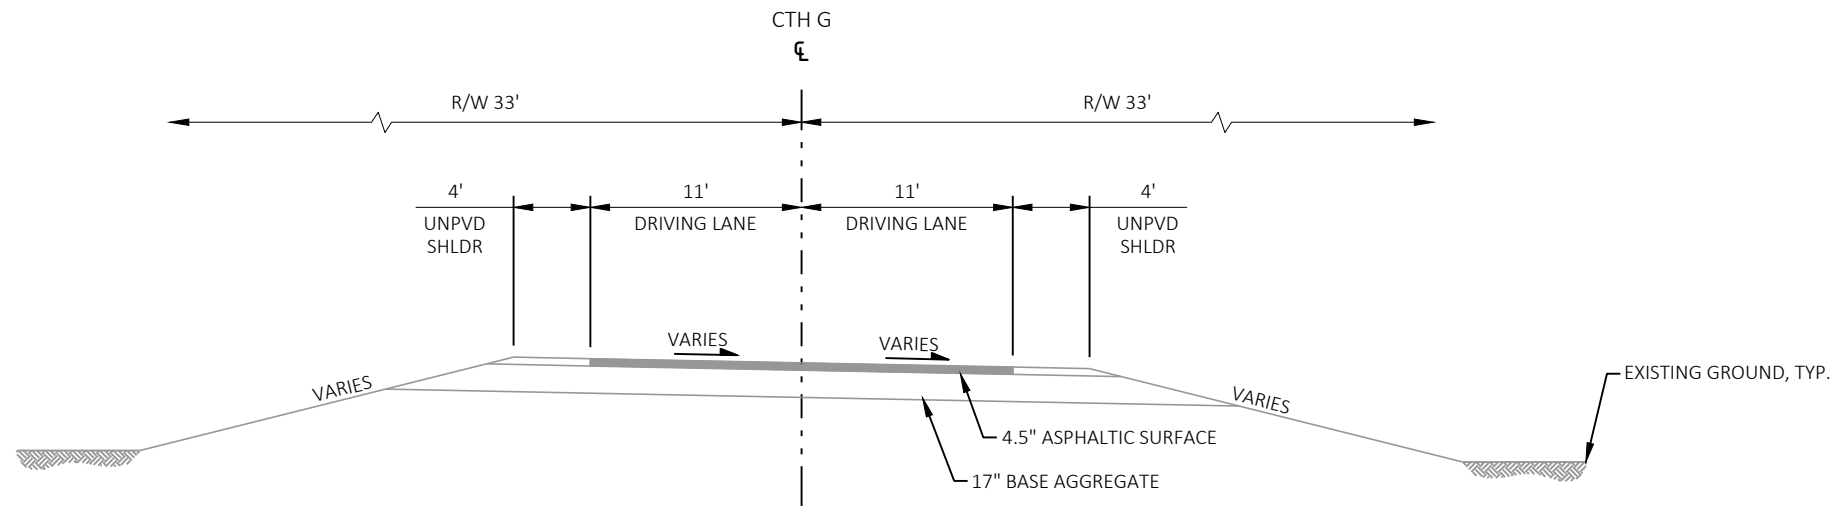 CTH G
℄
R/W 33'
R/W 33'
4'
11'
11'
4'
UNPVD
SHLDR
DRIVING LANE
DRIVING LANE
UNPVD
SHLDR
VARIES
VARIES
VARIES
VARIES
EXISTING GROUND, TYP.
4.5" ASPHALTIC SURFACE
17" BASE AGGREGATE